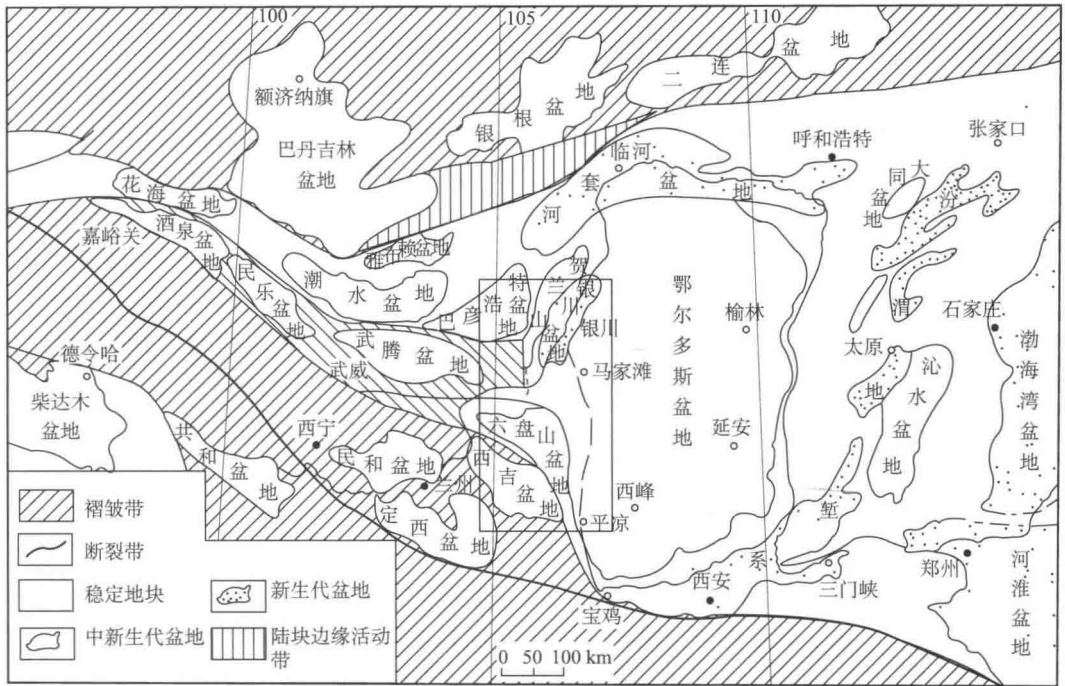 100
105
110
二连盆地
额济纳旗
银根盆地
巴丹吉林
盆地
临河
呼和浩特
张家口
河套盆地
大同盆地
花海盆地
酒泉盆地
嘉峪关
雅布赖盆地
汾渭地堑系
潮水盆地
民乐盆地
巴彦浩特盆地
贺兰山
银川盆地
银川
鄂尔多斯盆地
榆林
石家庄
渤海湾盆地
武威
武腾盆地
马家滩
太原
沁水盆地
德令哈
柴达木
盆地
共和盆地
西宁
民和盆地
兰州
定西盆地
六盘山盆地
西吉盆地
延安
西峰
平凉
宝鸡
西安
三门峡
郑州
河淮盆地
褶皱带
断裂带
稳定地块
中新生代盆地
新生代盆地
陆块边缘活动
带
0 50 100 km